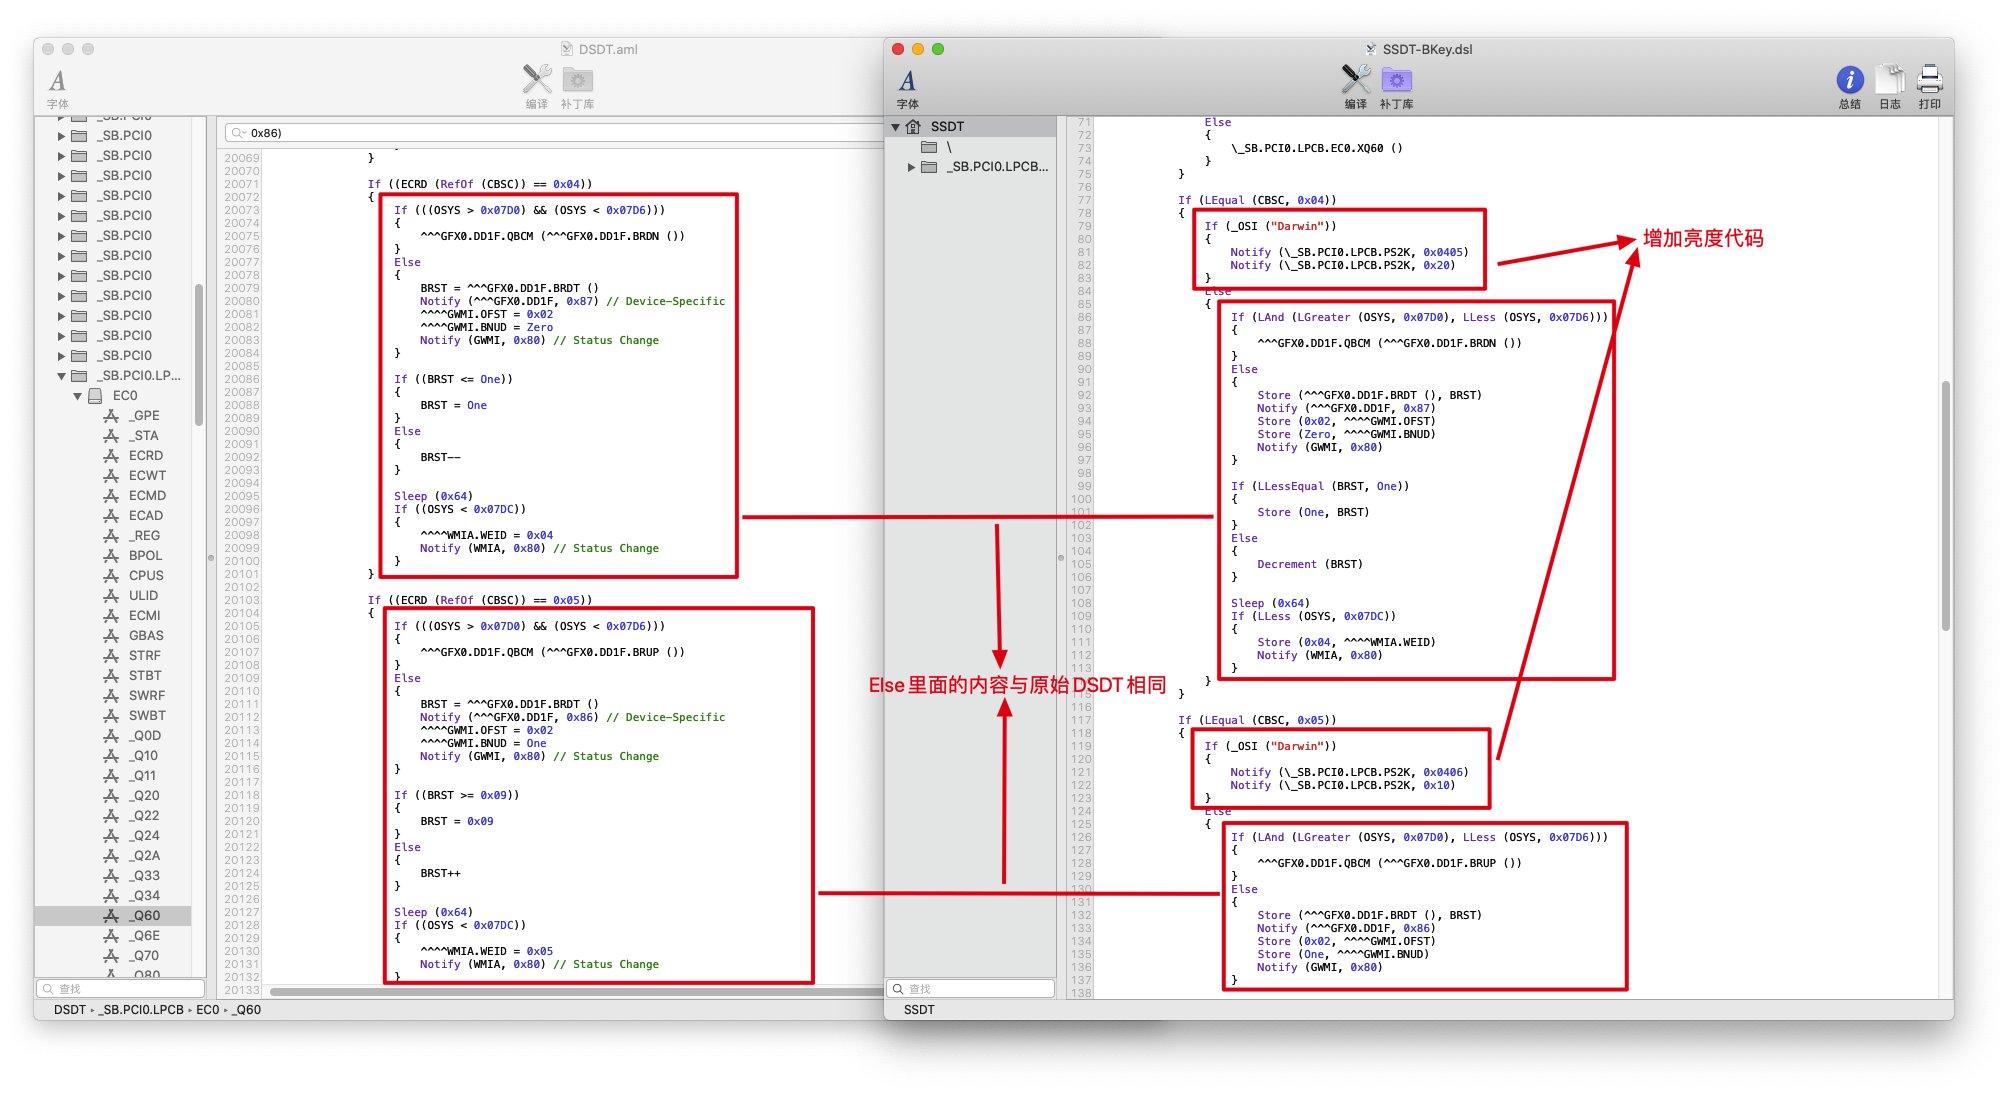 DSDT.aml
字体
编译
补丁库
_SB.PCI0
_SB.PCI0
_SB.PCI0
_SB.PCI0
_SB.PCI0
_SB.PCI0
_SB.PCI0
_SB.PCI0
_SB.PCI0
_SB.PCI0
_SB.PCI0
_SB.PCI0
_SB.PCI0
_SB.PCI0.LP...
EC0
_GPE
_STA
ECRD
ECWT
ECMD
ECAD
_REG
BPOL
CPUS
ULID
ECMI
GBAS
STRF
STBT
SWRF
SWBT
_Q0D
_Q10
_Q11
_Q20
_Q22
_Q24
_Q2A
_Q33
_Q34
_Q60
_Q6E
_Q70
_Q80
查找
0x86)
20069 }
20070
20071 If ((ECRD (RefOf (CBSC)) == 0x04))
20072 {
20073 If (((OSYS > 0x07D0) && (OSYS < 0x07D6)))
20074 {
20075 ^^^GFX0.DD1F.QBCM (^^^GFX0.DD1F.BRDN ())
20076 }
20077 Else
20078 {
20079 BRST = ^^^GFX0.DD1F.BRDT ()
20080 Notify (^^^GFX0.DD1F, 0x87) // Device-Specific
20081 ^^^^GWMI.OFST = 0x02
20082 ^^^^GWMI.BNUD = Zero
20083 Notify (GWMI, 0x80) // Status Change
20084 }
20085
20086 If ((BRST <= One))
20087 {
20088 BRST = One
20089 }
20090 Else
20091 {
20092 BRST--
20093 }
20094
20095 Sleep (0x64)
20096 If ((OSYS < 0x07DC))
20097 {
20098 ^^^^WMIA.WEID = 0x04
20099 Notify (WMIA, 0x80) // Status Change
20100 }
20101 }
20102
20103 If ((ECRD (RefOf (CBSC)) == 0x05))
20104 {
20105 If (((OSYS > 0x07D0) && (OSYS < 0x07D6)))
20106 {
20107 ^^^GFX0.DD1F.QBCM (^^^GFX0.DD1F.BRUP ())
20108 }
20109 Else
20110 {
20111 BRST = ^^^GFX0.DD1F.BRDT ()
20112 Notify (^^^GFX0.DD1F, 0x86) // Device-Specific
20113 ^^^^GWMI.OFST = 0x02
20114 ^^^^GWMI.BNUD = One
20115 Notify (GWMI, 0x80) // Status Change
20116 }
20117
20118 If ((BRST >= 0x09))
20119 {
20120 BRST = 0x09
20121 }
20122 Else
20123 {
20124 BRST++
20125 }
20126
20127 Sleep (0x64)
20128 If ((OSYS < 0x07DC))
20129 {
20130 ^^^^WMIA.WEID = 0x05
20131 Notify (WMIA, 0x80) // Status Change
20132 }
20133
DSDT ▸ _SB.PCI0.LPCB ▸ EC0 ▸ _Q60
SSDT-BKey.dsl
字体
编译
补丁库
总结
日志
打印
SSDT
\
_SB.PCI0.LPCB...
查找
71 Else
72 {
73 \_SB.PCI0.LPCB.EC0.XQ60 ()
74 }
75 }
76
77 If (LEqual (CBSC, 0x04))
78 {
79 If (_OSI ("Darwin"))
80 {
81 Notify (\_SB.PCI0.LPCB.PS2K, 0x0405)
82 Notify (\_SB.PCI0.LPCB.PS2K, 0x20)
83 }
84 Else
85 {
86 If (LAnd (LGreater (OSYS, 0x07D0), LLess (OSYS, 0x07D6)))
87 {
88 ^^^GFX0.DD1F.QBCM (^^^GFX0.DD1F.BRDN ())
89 }
90 Else
91 {
92 Store (^^^GFX0.DD1F.BRDT (), BRST)
93 Notify (^^^GFX0.DD1F, 0x87)
94 Store (0x02, ^^^^GWMI.OFST)
95 Store (Zero, ^^^^GWMI.BNUD)
96 Notify (GWMI, 0x80)
97 }
98
99 If (LLessEqual (BRST, One))
100 {
101 Store (One, BRST)
102 }
103 Else
104 {
105 Decrement (BRST)
106 }
107
108 Sleep (0x64)
109 If (LLess (OSYS, 0x07DC))
110 {
111 Store (0x04, ^^^^WMIA.WEID)
112 Notify (WMIA, 0x80)
113 }
}
115 }
116
117 If (LEqual (CBSC, 0x05))
118 {
119 If (_OSI ("Darwin"))
120 {
121 Notify (\_SB.PCI0.LPCB.PS2K, 0x0406)
122 Notify (\_SB.PCI0.LPCB.PS2K, 0x10)
123 }
124 Else
125 {
126 If (LAnd (LGreater (OSYS, 0x07D0), LLess (OSYS, 0x07D6)))
127 {
128 ^^^GFX0.DD1F.QBCM (^^^GFX0.DD1F.BRUP ())
129 }
130 Else
131 {
132 Store (^^^GFX0.DD1F.BRDT (), BRST)
133 Notify (^^^GFX0.DD1F, 0x86)
134 Store (0x02, ^^^^GWMI.OFST)
135 Store (One, ^^^^GWMI.BNUD)
136 Notify (GWMI, 0x80)
137 }
138
SSDT
增加亮度代码
Else里面的内容与原始DSDT相同